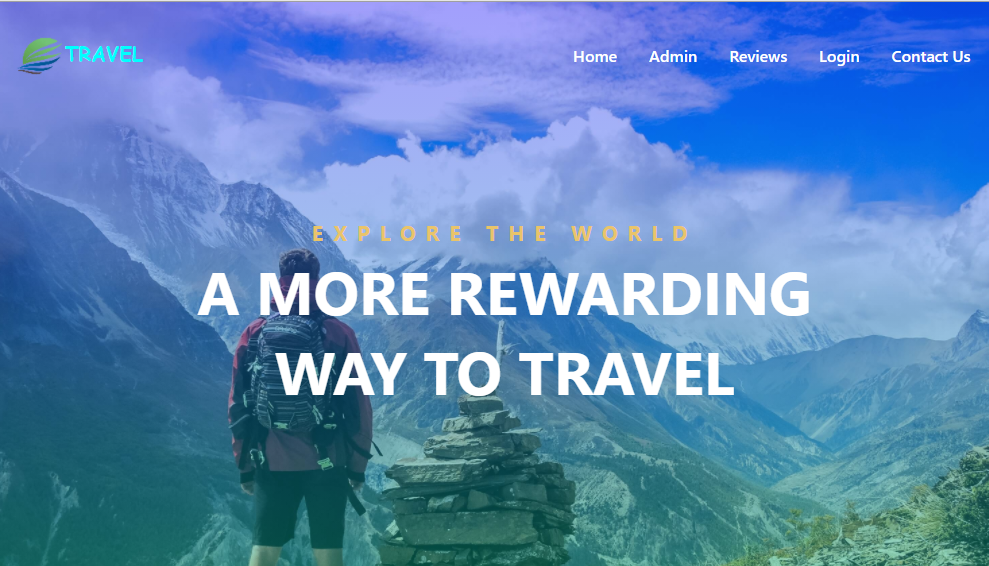 TRAVEL
Home Admin Reviews Login Contact Us
EXPLORE THE WORLD
A MORE REWARDING
WAY TO TRAVEL